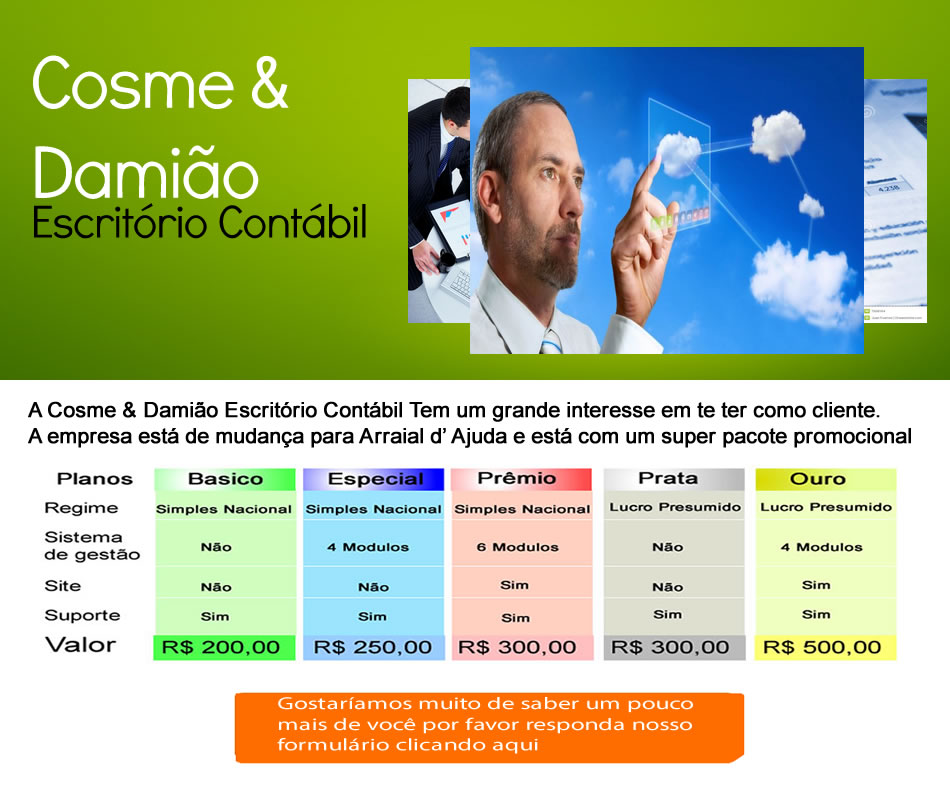 Cosme &
Damião
Escritório Contábil
4,238
A Cosme & Damião Escritório Contábil Tem um grande interesse em te ter como cliente.
A empresa está de mudança para Arraial d’ Ajuda e está com um super pacote promocional
Planos Basico Especial Prêmio Prata Ouro
Regime Simples Nacional Simples Nacional Simples Nacional Lucro Presumido Lucro Presumido
Sistema
de gestão Não 4 Modulos 6 Modulos Não 4 Modulos
Site Não Não Sim Não Sim
Suporte Sim Sim Sim Sim Sim
Valor R$ 200,00 R$ 250,00 R$ 300,00 R$ 300,00 R$ 500,00
Gostaríamos muito de saber um pouco
mais de você por favor responda nosso
formulário clicando aqui